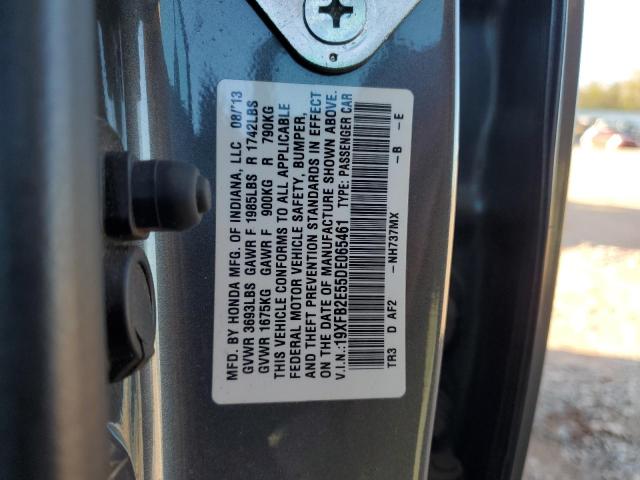 MFD. BY HONDA MFG. OF INDIANA, LLC 08/'13
GVWR 3693LBS GAWR F 1985LBS R 1742LBS
GVWR 1675KG GAWR F 900KG R 790KG
THIS VEHICLE CONFORMS TO ALL APPLICABLE
FEDERAL MOTOR VEHICLE SAFETY, BUMPER,
AND THEFT PREVENTION STANDARDS IN EFFECT
ON THE DATE OF MANUFACTURE SHOWN ABOVE.
V.I.N.:19XFB2E55DE065461 TYPE: PASSENGER CAR
TR3 D AF2 –NH737MX –B –E